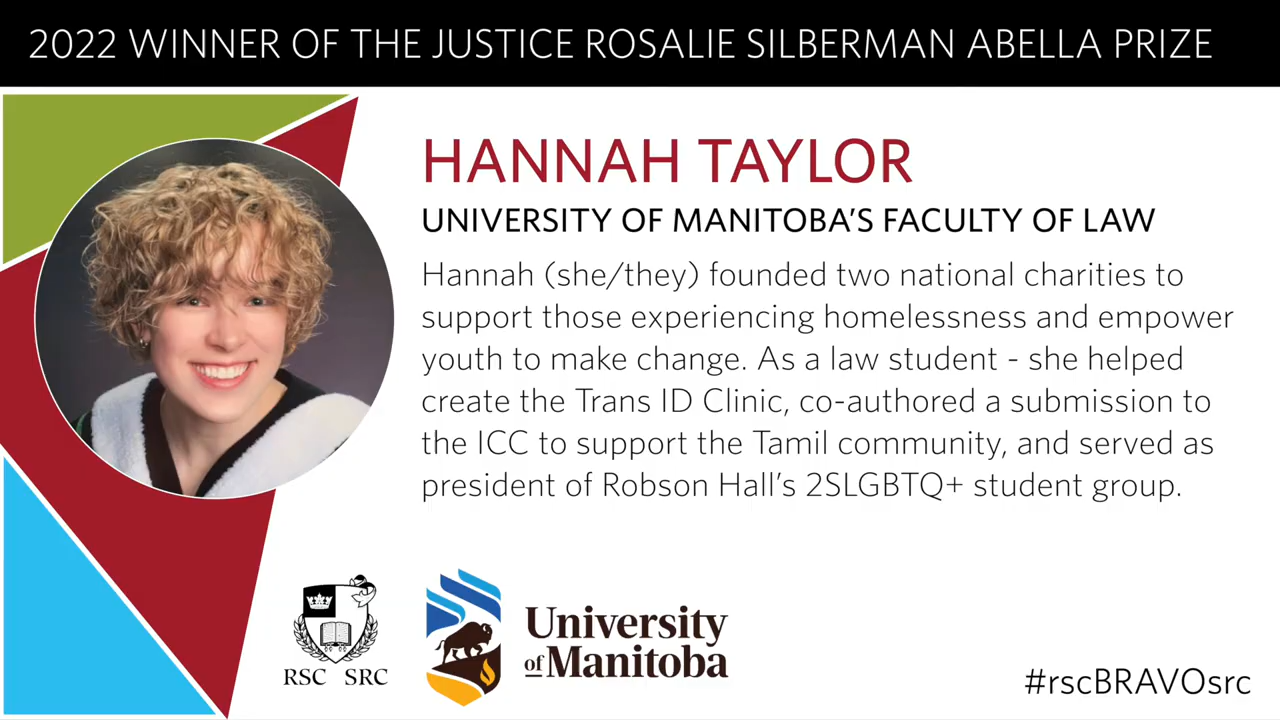 2022 WINNER OF THE JUSTICE ROSALIE SILBERMAN ABELLA PRIZE
HANNAH TAYLOR
UNIVERSITY OF MANITOBA’S FACULTY OF LAW
Hannah (she/they) founded two national charities to
support those experiencing homelessness and empower
youth to make change. As a law student - she helped
create the Trans ID Clinic, co-authored a submission to
the ICC to support the Tamil community, and served as
president of Robson Hall’s 2SLGBTQ+ student group.
RSC SRC
University
of Manitoba
#rscBRAVOsrc